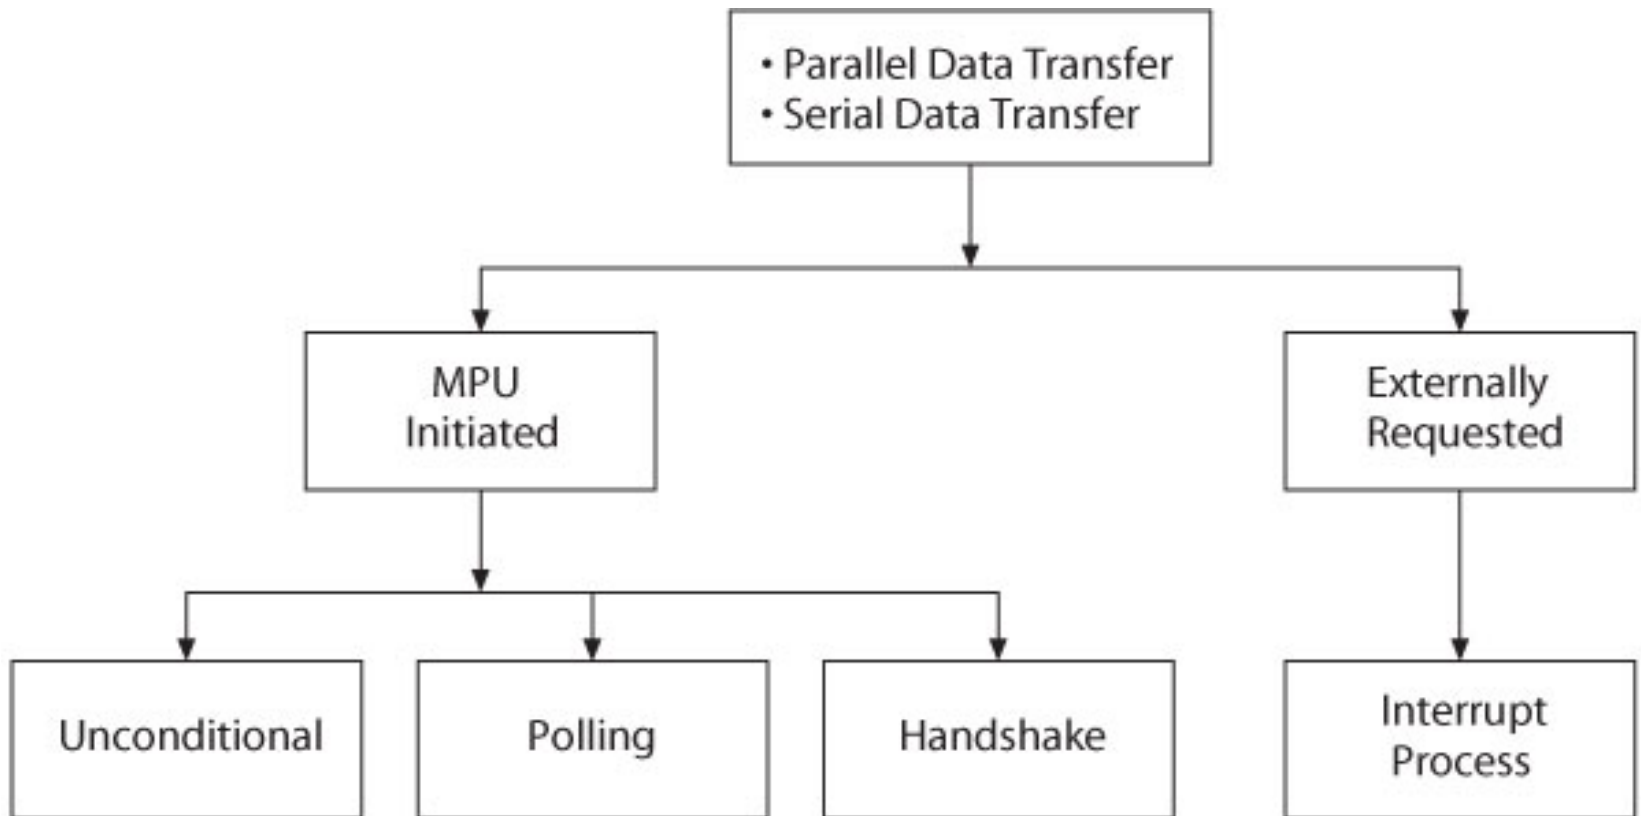 • Parallel Data Transfer
• Serial Data Transfer
MPU
Initiated
Externally
Requested
Unconditional
Polling
Handshake
Interrupt
Process